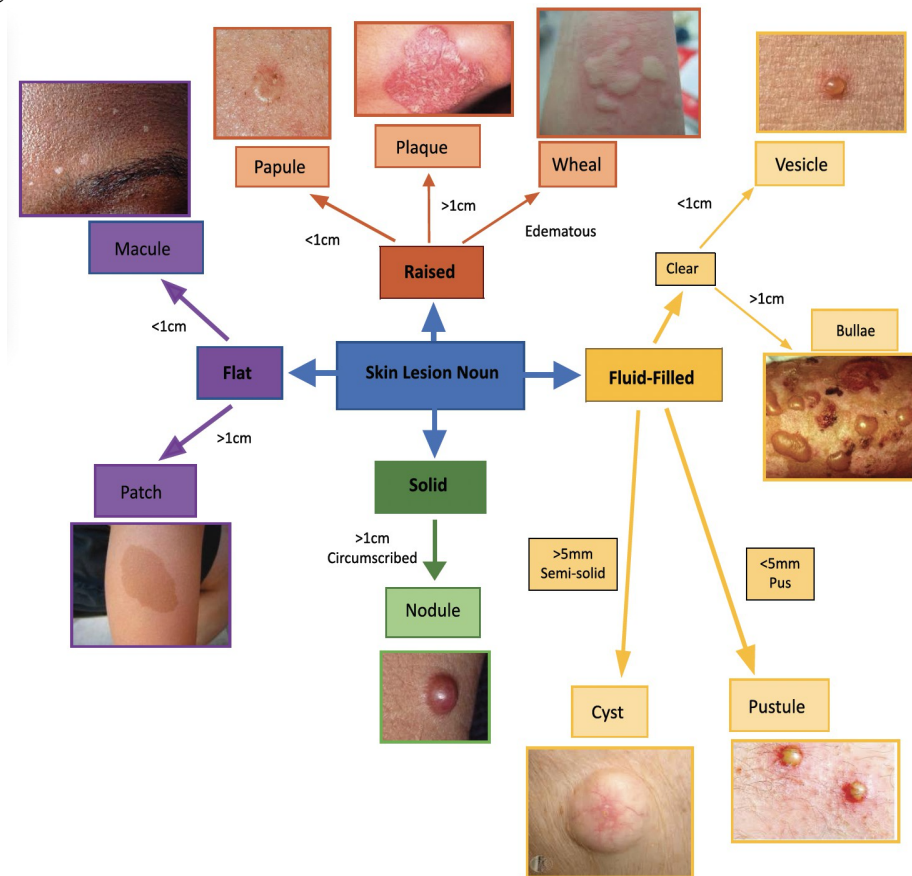 Papule
Plaque
Wheal
Vesicle
Macule
<1cm
>1cm
Edematous
<1cm
Raised
Clear
<1cm
>1cm
Bullae
Flat
Skin Lesion Noun
Fluid-Filled
>1cm
Patch
Solid
>1cm
Circumscribed
>5mm
Semi-solid
<5mm
Pus
Nodule
Cyst
Pustule